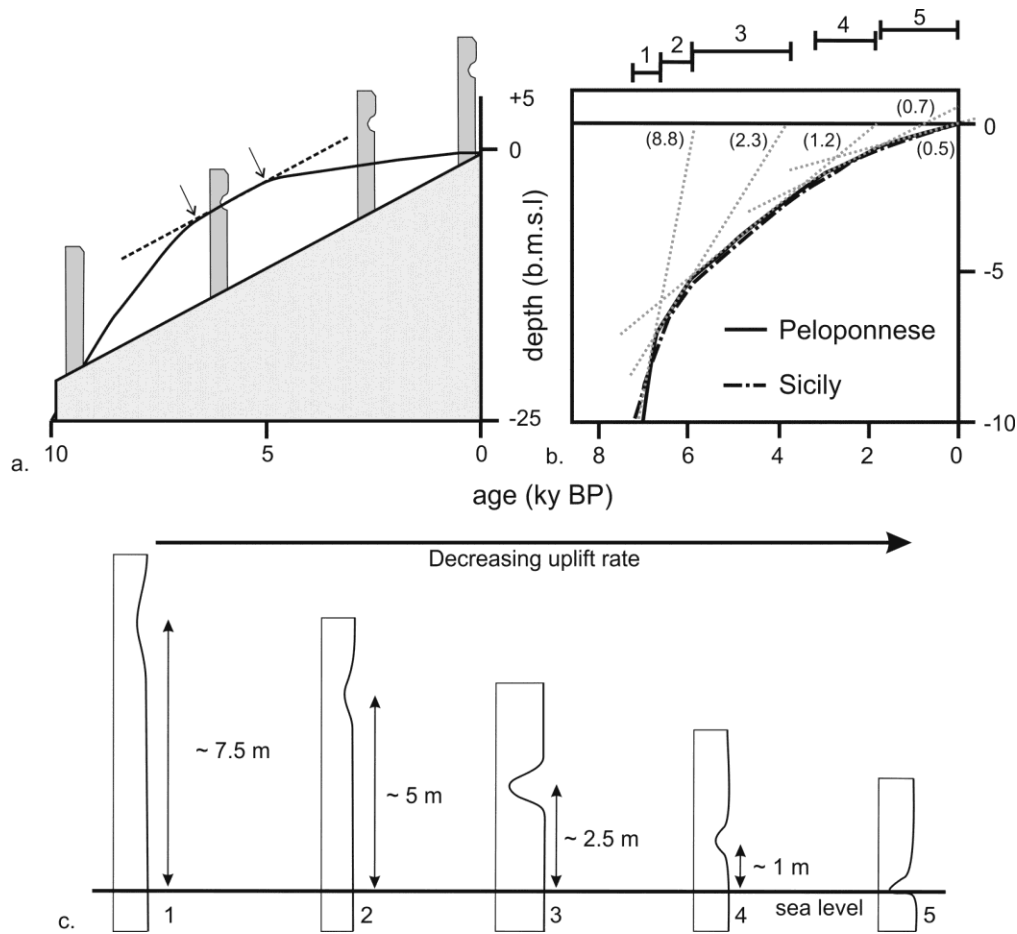 +5
0
-25
10
5
0
a.
age (ky BP)
1
2
3
4
5
(8.8)
(2.3)
(1.2)
(0.7)
(0.5)
0
-5
-10
depth (b.m.s.l)
Peloponnese
Sicily
8
6
4
2
0
b.
Decreasing uplift rate
~ 7.5 m
~ 5 m
~ 2.5 m
~ 1 m
sea level
1
2
3
4
5
c.